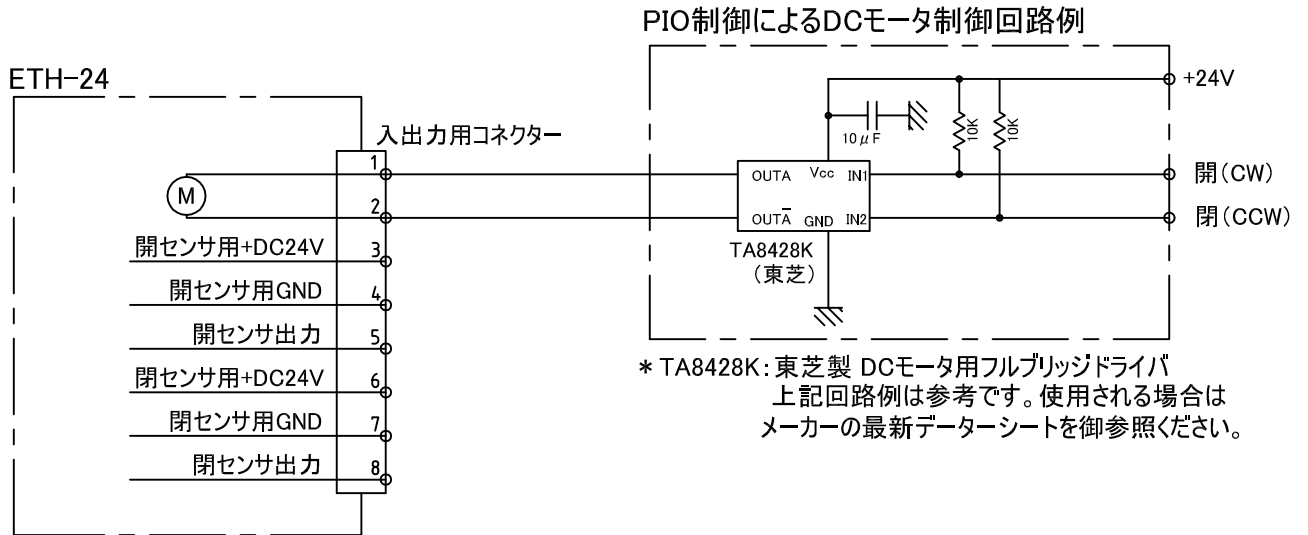 PIO制御によるDCモータ制御回路例
ETH-24
+24V
入出力用コネクター
10μF
10K
10K
1
OUTA
Vcc
IN1
開(CW)
M
2
OUTA̅
GND
IN2
閉(CCW)
開センサ用+DC24V
3
TA8428K
(東芝)
開センサ用GND
4
開センサ出力
5
閉センサ用+DC24V
6
閉センサ用GND
7
閉センサ出力
8
*TA8428K:東芝製 DCモータ用フルブリッジドライバ
上記回路例は参考です。使用される場合は
メーカーの最新データーシートを御参照ください。